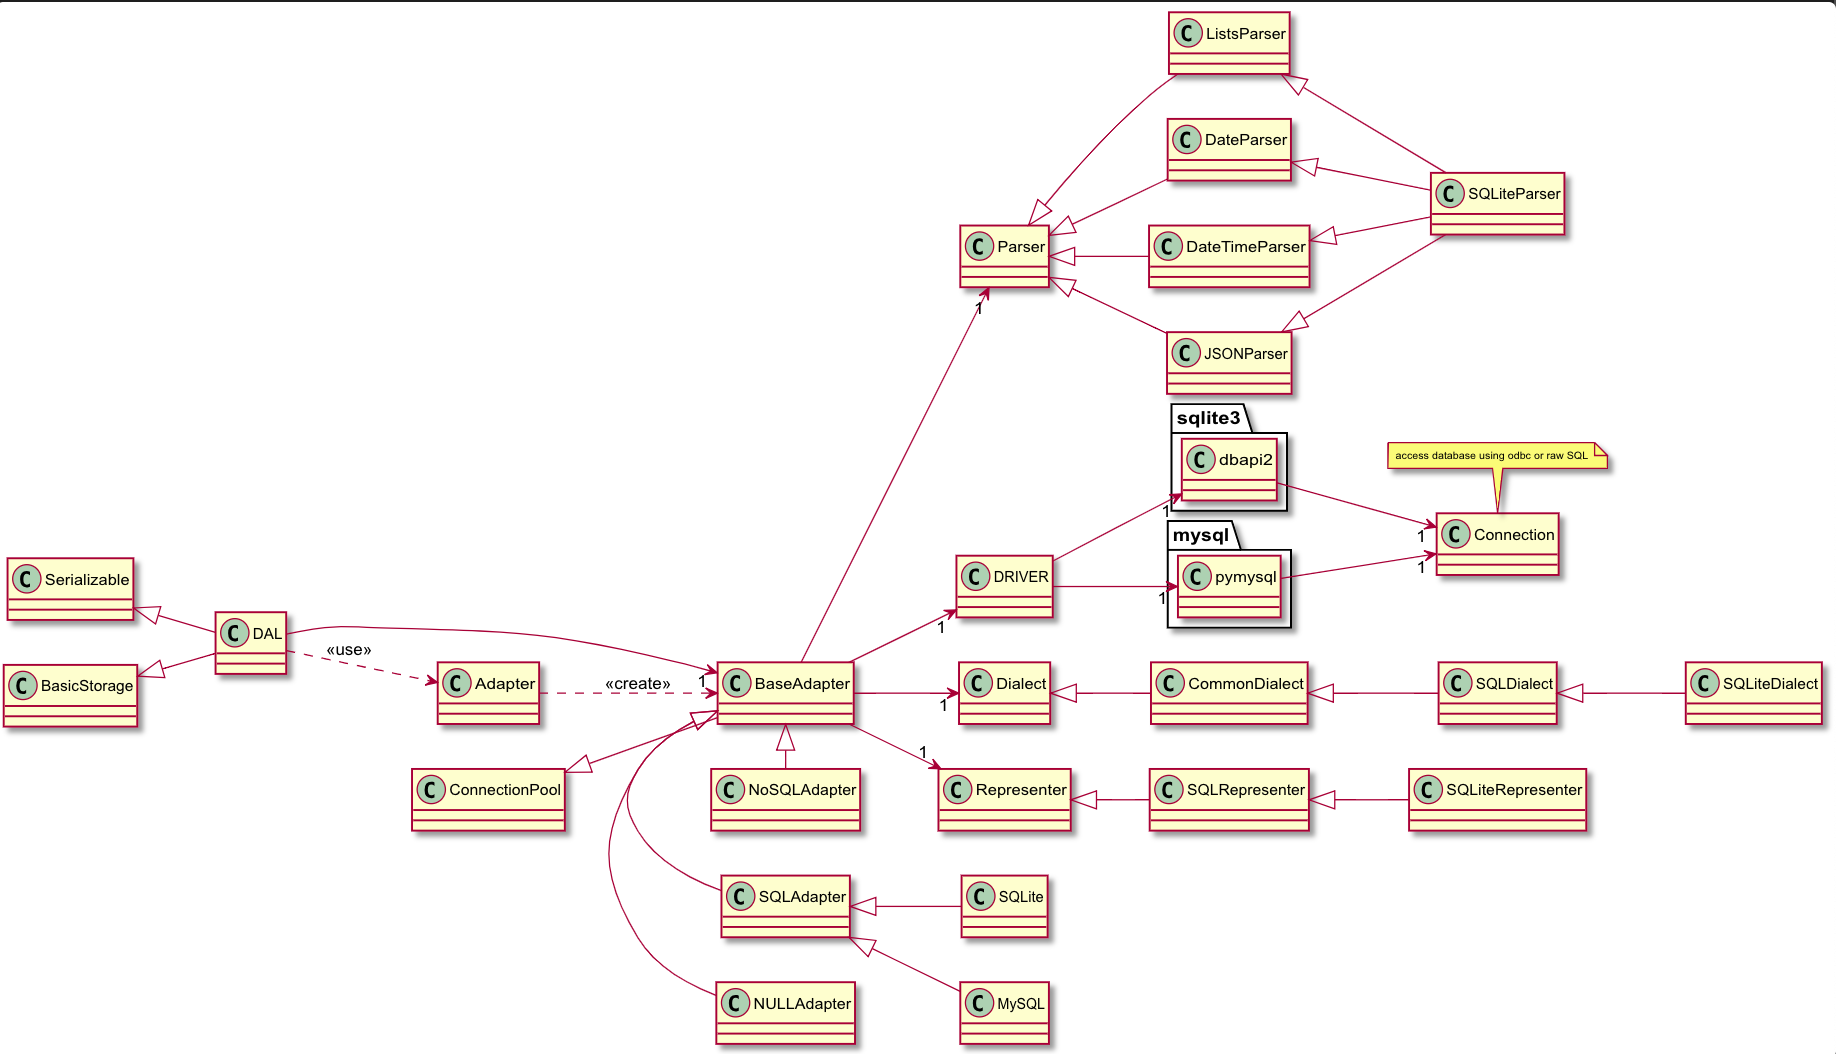 C ListsParser
C DateParser
C SQLiteParser
C Parser
C DateTimeParser
1
C JSONParser
sqlite3
C dbapi2
access database using odbc or raw SQL
1
1
C Connection
mysql
C pymysql
1
1
C DRIVER
1
C Serializable
C DAL
«use»
C BasicStorage
C Adapter
«create»
1
C BaseAdapter
1
C Dialect
C CommonDialect
C SQLDialect
C SQLiteDialect
1
C ConnectionPool
C NoSQLAdapter
C Representer
C SQLRepresenter
C SQLiteRepresenter
C SQLAdapter
C SQLite
C NULLAdapter
C MySQL